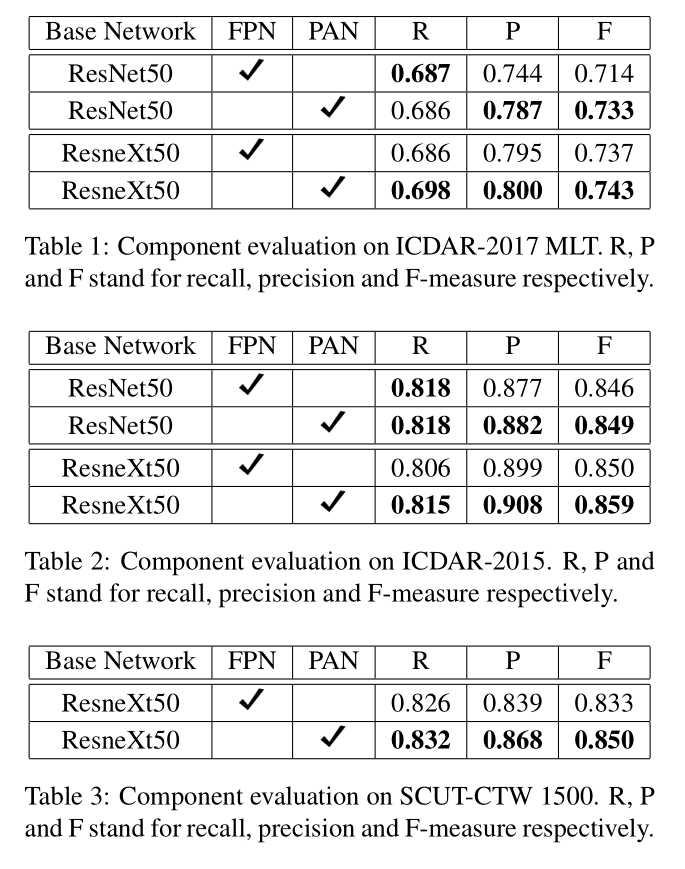 Base Network FPN PAN R P F
ResNet50 ✓ 0.687 0.744 0.714
ResNet50 ✓ 0.686 0.787 0.733
ResneXt50 ✓ 0.686 0.795 0.737
ResneXt50 ✓ 0.698 0.800 0.743
Table 1: Component evaluation on ICDAR-2017 MLT. R, P
and F stand for recall, precision and F-measure respectively.
Base Network FPN PAN R P F
ResNet50 ✓ 0.818 0.877 0.846
ResNet50 ✓ 0.818 0.882 0.849
ResneXt50 ✓ 0.806 0.899 0.850
ResneXt50 ✓ 0.815 0.908 0.859
Table 2: Component evaluation on ICDAR-2015. R, P and
F stand for recall, precision and F-measure respectively.
Base Network FPN PAN R P F
ResneXt50 ✓ 0.826 0.839 0.833
ResneXt50 ✓ 0.832 0.868 0.850
Table 3: Component evaluation on SCUT-CTW 1500. R, P
and F stand for recall, precision and F-measure respectively.